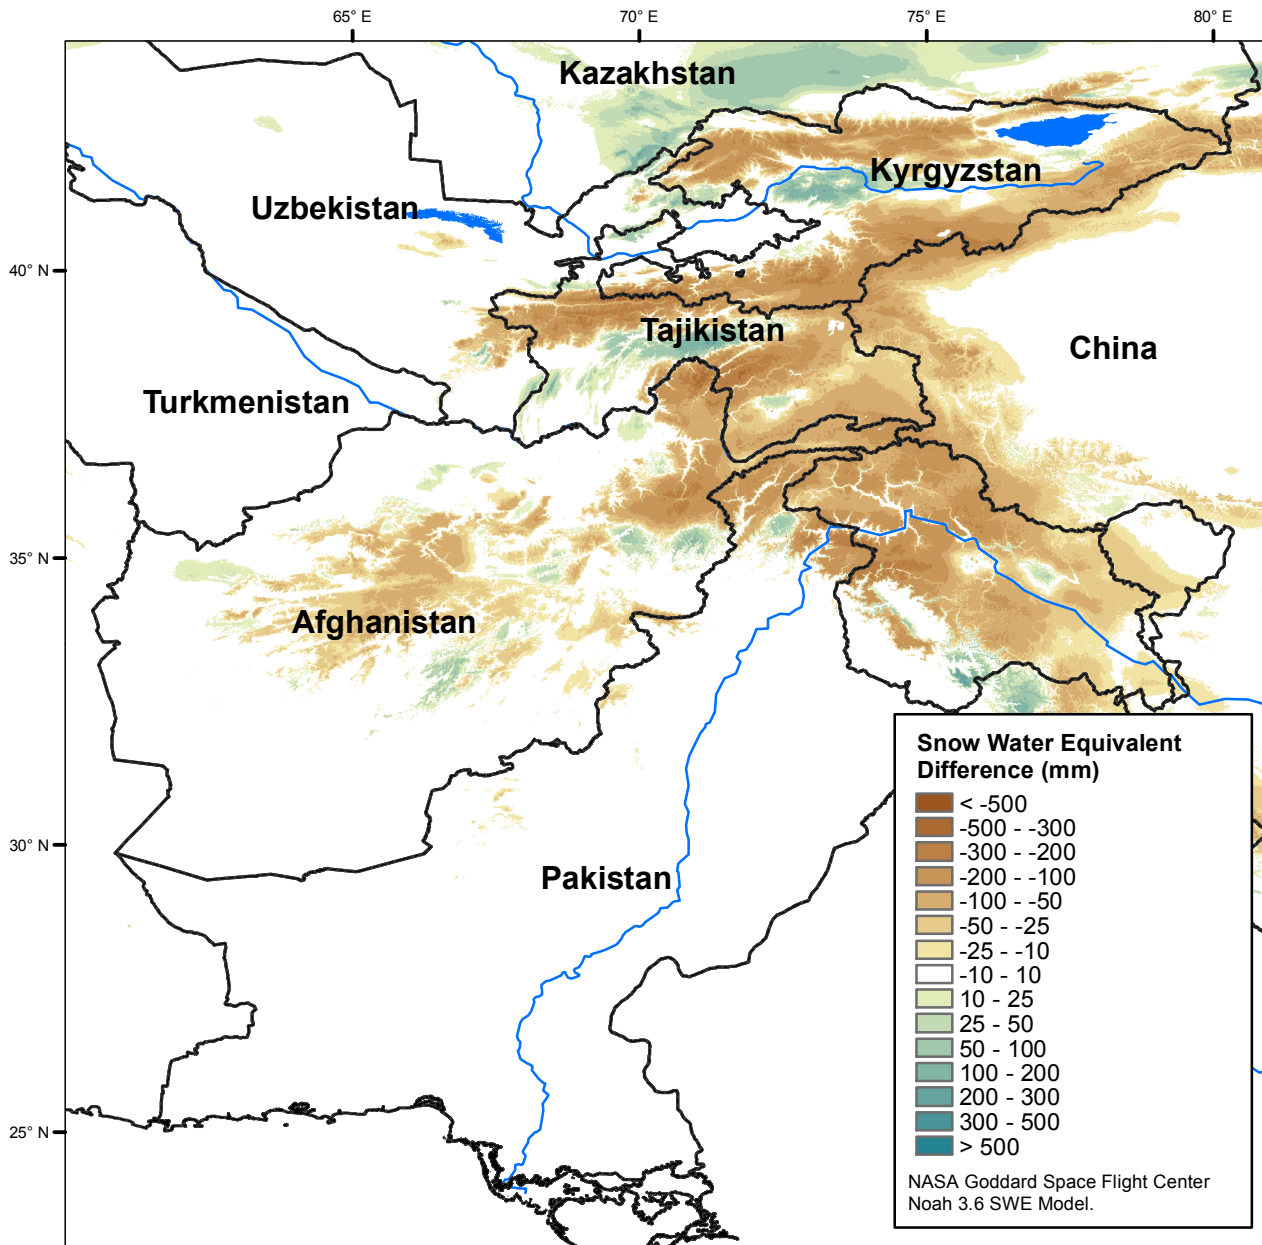 65° E
70° E
75° E
80° E
Kazakhstan
Kyrgyzstan
Uzbekistan
40° N
Tajikistan
China
Turkmenistan
35° N
Afghanistan
30° N
Pakistan
25° N
Snow Water Equivalent
Difference (mm)
< -500
-500 - -300
-300 - -200
-200 - -100
-100 - -50
-50 - -25
-25 - -10
-10 - 10
10 - 25
25 - 50
50 - 100
100 - 200
200 - 300
300 - 500
> 500
NASA Goddard Space Flight Center
Noah 3.6 SWE Model.